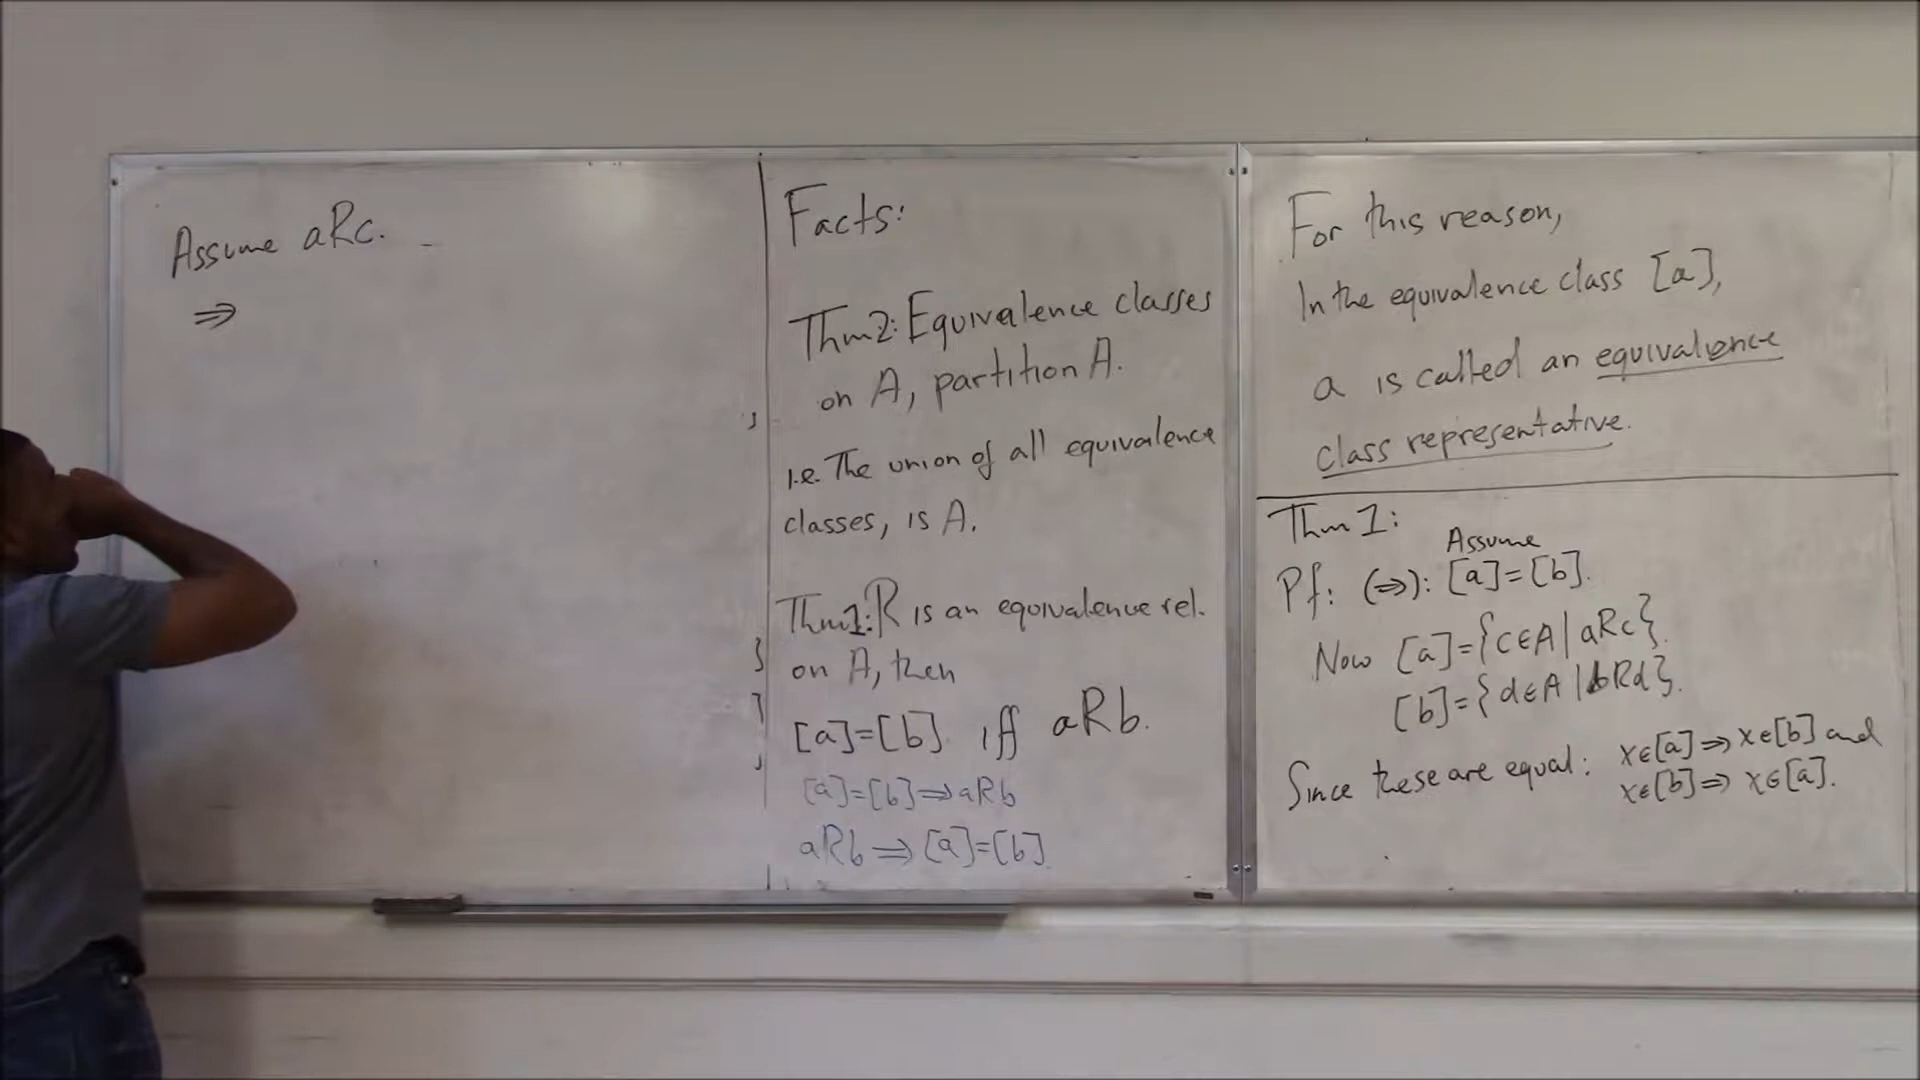 Assume aRc.
⇒
Facts:
Thm2: Equivalence classes
on A, partition A.
i.e. The union of all equivalence
classes, is A.
Thm1: R is an equivalence rel.
on A, then
[a]=[b] iff aRb.
[a]=[b]⇒aRb
aRb⇒[a]=[b]
For this reason,
In the equivalence class [a],
a is called an equivalence
class representative.
Thm 1:
Assume
Pf: (⇒): [a]=[b].
Now [a]={c∈A | aRc}.
[b]={d∈A | bRd}.
Since these are equal: x∈[a]⇒x∈[b] and
x∈[b]⇒ x∈[a].